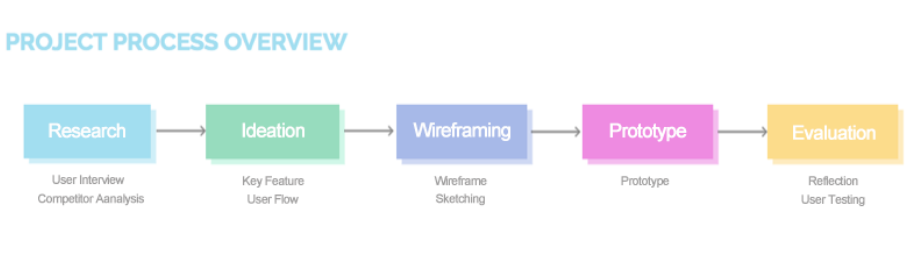 PROJECT PROCESS OVERVIEW
Research
Ideation
Wireframing
Prototype
Evaluation
User Interview
Competitor Aanalysis
Key Feature
User Flow
Wireframe
Sketching
Prototype
Reflection
User Testing